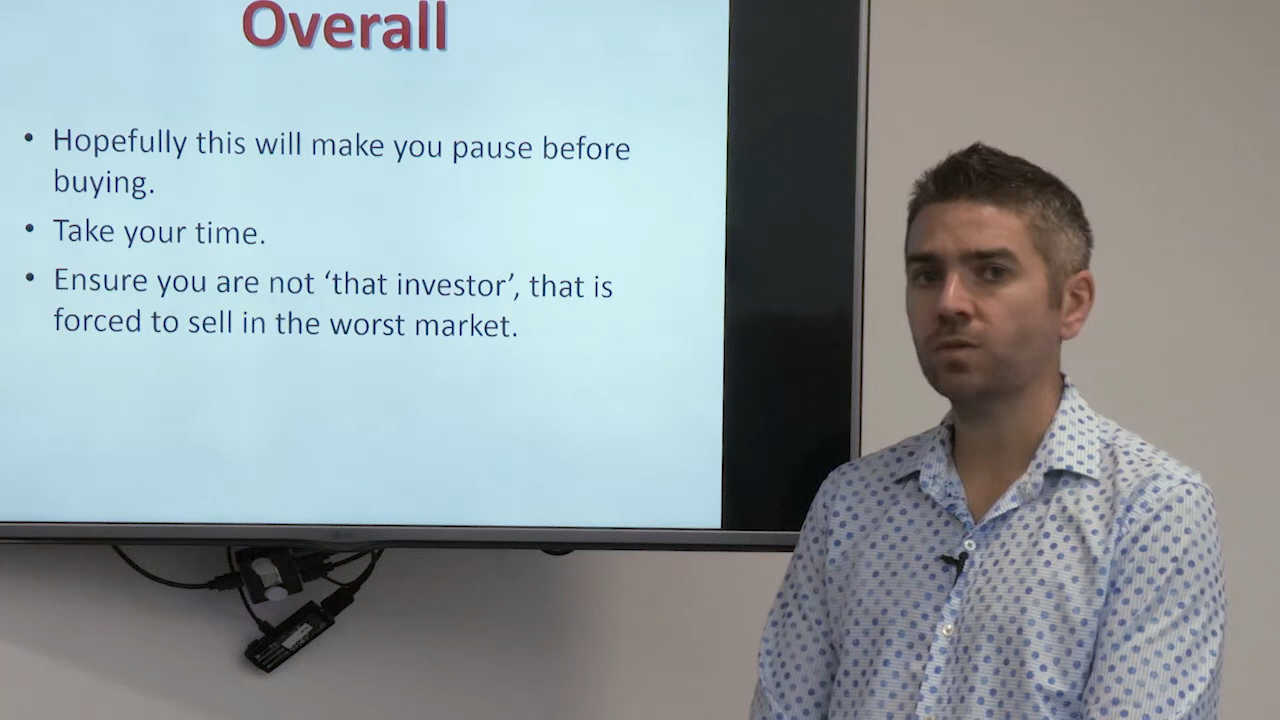 Overall
• Hopefully this will make you pause before
buying.
• Take your time.
• Ensure you are not ‘that investor’, that is
forced to sell in the worst market.